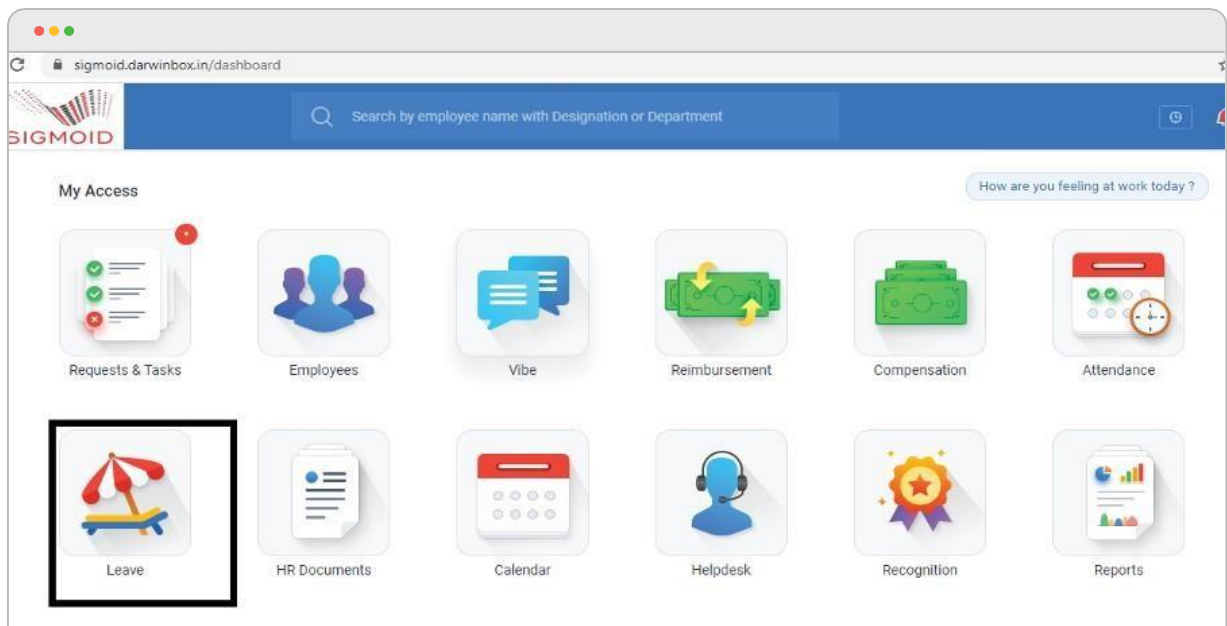 sigmoid.darwinbox.in/dashboard
SIGMOID
Search by employee name with Designation or Department
My Access
How are you feeling at work today ?
Requests & Tasks
Employees
Vibe
Reimbursement
Compensation
Attendance
Leave
HR Documents
Calendar
Helpdesk
Recognition
Reports